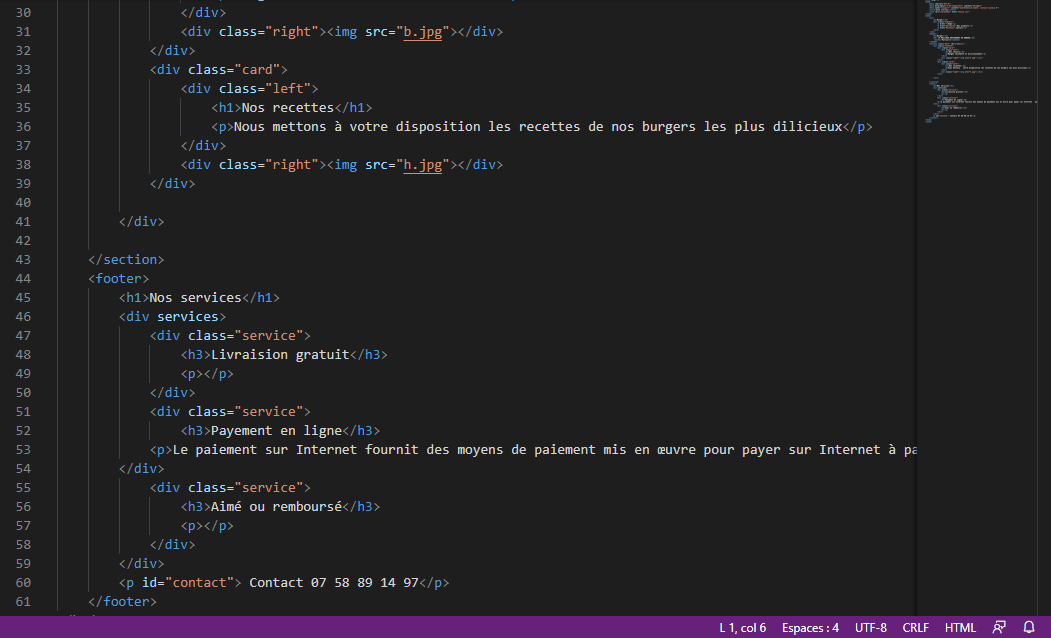 30 </div>
31 <div class="right"><img src="b.jpg"></div>
32 </div>
33 <div class="card">
34 <div class="left">
35 <h1>Nos recettes</h1>
36 <p>Nous mettons à votre disposition les recettes de nos burgers les plus dilicieux</p>
37 </div>
38 <div class="right"><img src="h.jpg"></div>
39 </div>
40
41 </div>
42
43 </section>
44 <footer>
45 <h1>Nos services</h1>
46 <div services>
47 <div class="service">
48 <h3>Livraision gratuit</h3>
49 <p></p>
50 </div>
51 <div class="service">
52 <h3>Payement en ligne</h3>
53 <p>Le paiement sur Internet fournit des moyens de paiement mis en œuvre pour payer sur Internet à pa
54 </div>
55 <div class="service">
56 <h3>Aimé ou remboursé</h3>
57 <p></p>
58 </div>
59 </div>
60 <p id="contact"> Contact 07 58 89 14 97</p>
61 </footer>
L 1, col 6 Espaces : 4 UTF-8 CRLF HTML